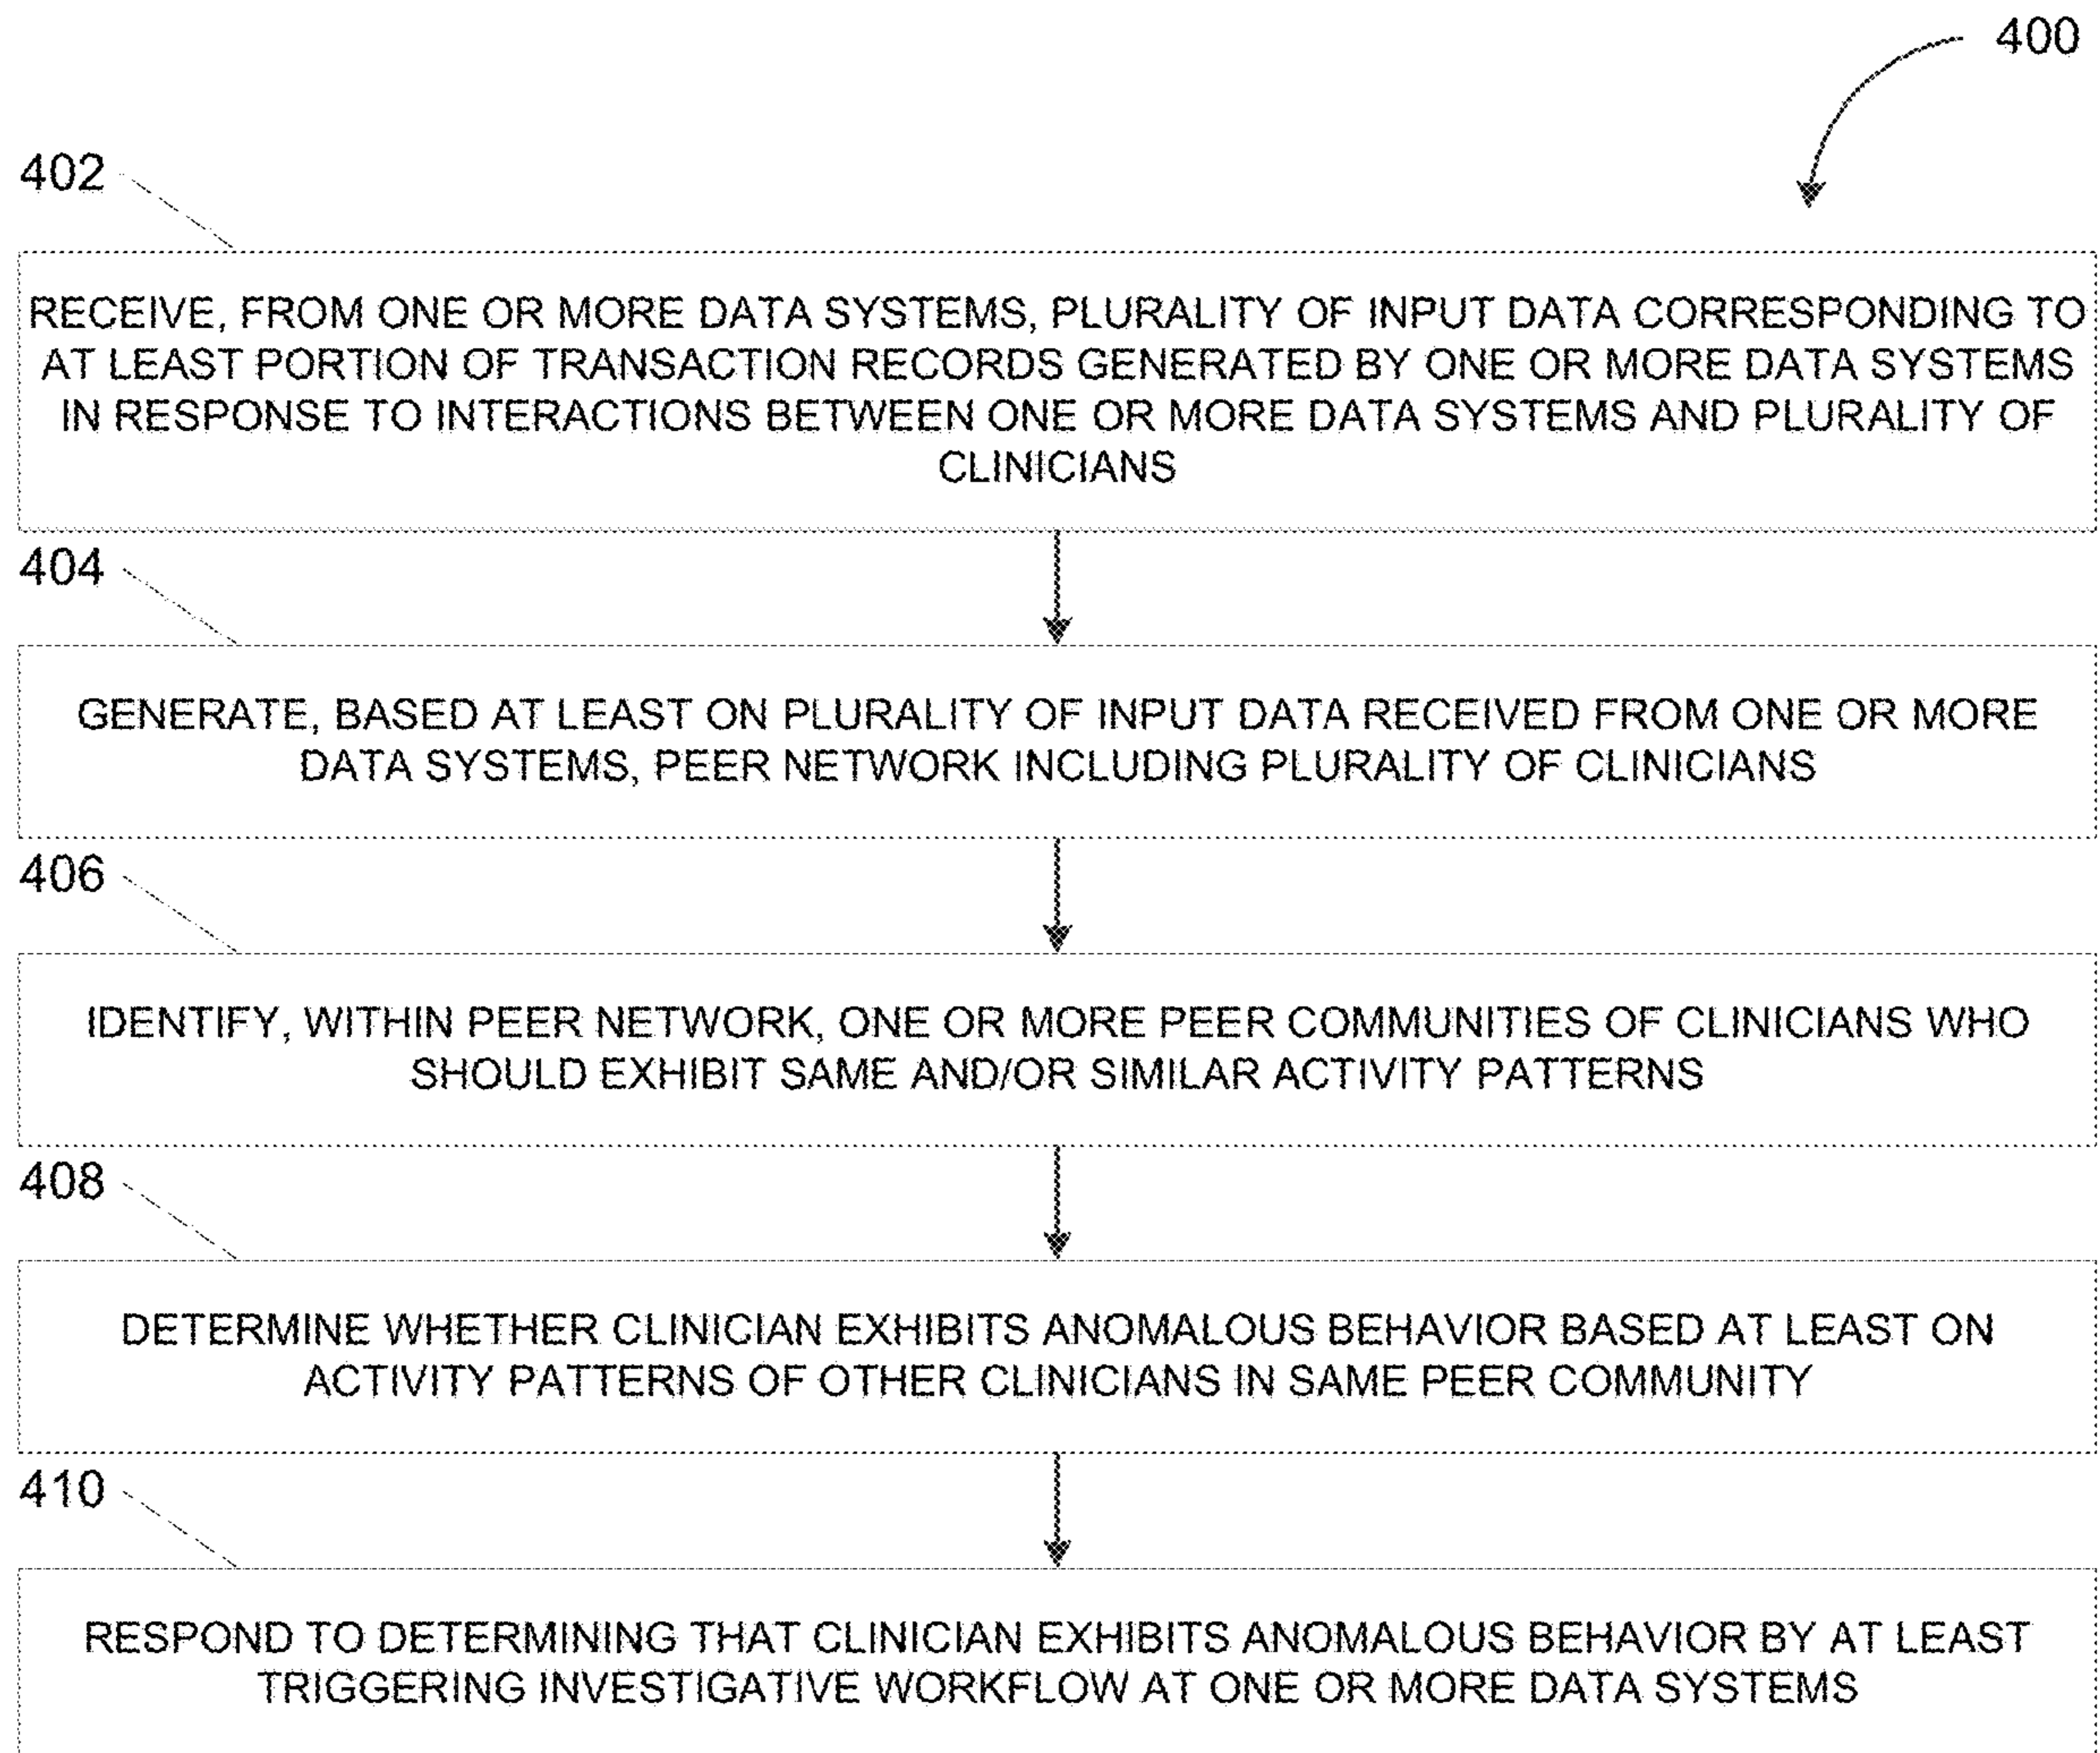 400
402
RECEIVE, FROM ONE OR MORE DATA SYSTEMS, PLURALITY OF INPUT DATA CORRESPONDING TO
AT LEAST PORTION OF TRANSACTION RECORDS GENERATED BY ONE OR MORE DATA SYSTEMS
IN RESPONSE TO INTERACTIONS BETWEEN ONE OR MORE DATA SYSTEMS AND PLURALITY OF
CLINICIANS
404
GENERATE, BASED AT LEAST ON PLURALITY OF INPUT DATA RECEIVED FROM ONE OR MORE
DATA SYSTEMS, PEER NETWORK INCLUDING PLURALITY OF CLINICIANS
406
IDENTIFY, WITHIN PEER NETWORK, ONE OR MORE PEER COMMUNITIES OF CLINICIANS WHO
SHOULD EXHIBIT SAME AND/OR SIMILAR ACTIVITY PATTERNS
408
DETERMINE WHETHER CLINICIAN EXHIBITS ANOMALOUS BEHAVIOR BASED AT LEAST ON
ACTIVITY PATTERNS OF OTHER CLINICIANS IN SAME PEER COMMUNITY
410
RESPOND TO DETERMINING THAT CLINICIAN EXHIBITS ANOMALOUS BEHAVIOR BY AT LEAST
TRIGGERING INVESTIGATIVE WORKFLOW AT ONE OR MORE DATA SYSTEMS